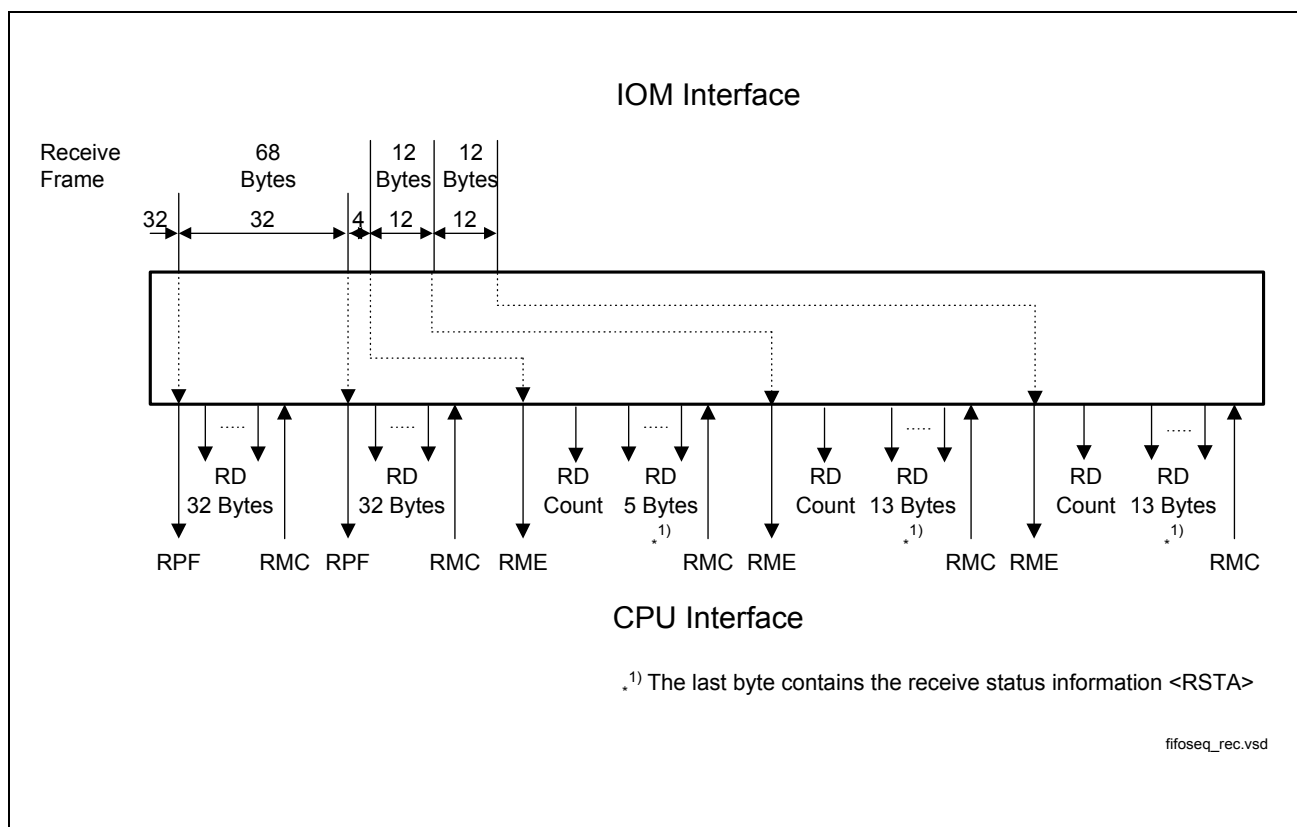 IOM Interface
Receive
Frame
68
Bytes
12
Bytes
12
Bytes
32
32
4
12
12
.....
.....
.....
.....
.....
RD
32 Bytes
RD
32 Bytes
RD
Count
RD
5 Bytes
*1)
RD
Count
RD
13 Bytes
*1)
RD
Count
RD
13 Bytes
*1)
RPF
RMC
RPF
RMC
RME
RMC
RME
RMC
RME
RMC
CPU Interface
*1) The last byte contains the receive status information <RSTA>
fifoseq_rec.vsd